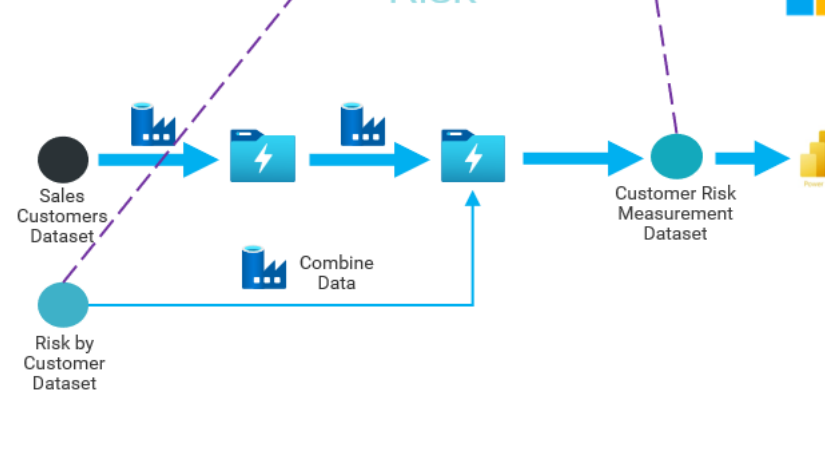 Sales
Customers
Dataset
Combine
Data
Customer Risk
Measurement
Dataset
Risk by
Customer
Dataset